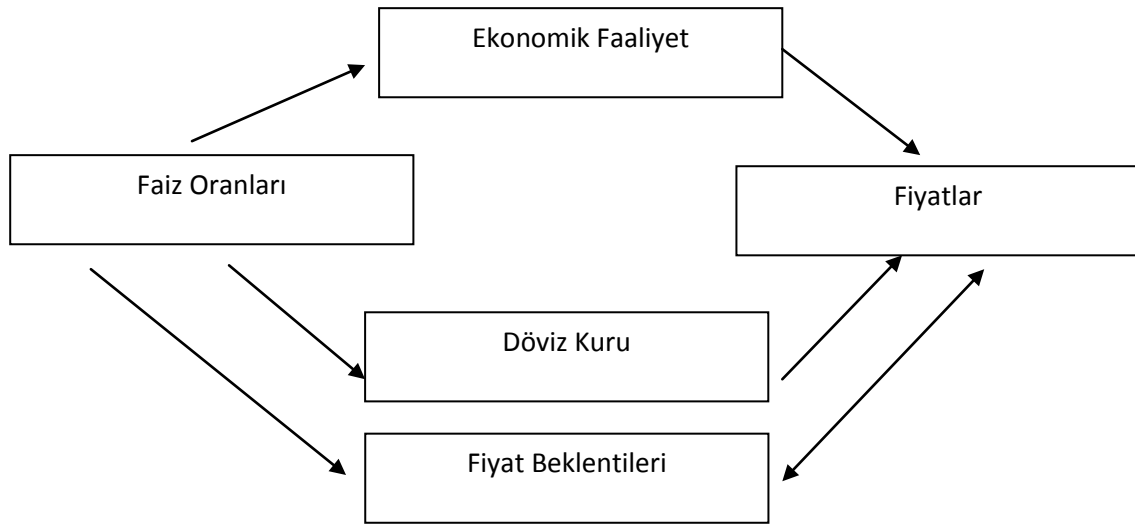 Ekonomik Faaliyet
Faiz Oranları
Fiyatlar
Döviz Kuru
Fiyat Beklentileri